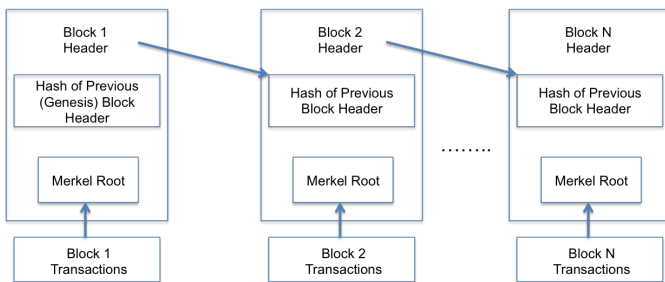 Block 1
Header
Hash of Previous
(Genesis) Block
Header
Merkel Root
Block 1
Transactions
Block 2
Header
Hash of Previous
Block Header
Merkel Root
Block 2
Transactions
........
Block N
Header
Hash of Previous
Block Header
Merkel Root
Block N
Transactions